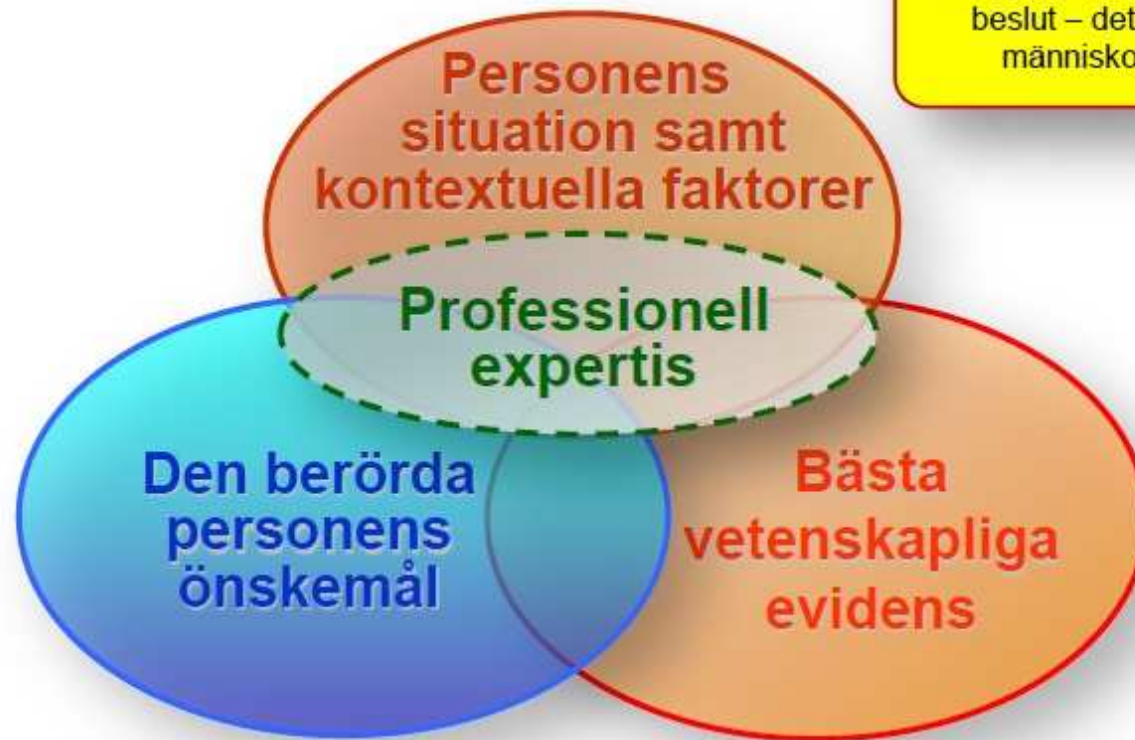 beslut – det
människo
Personens
situation samt
kontextuella faktorer
Professionell
expertis
Den berörda
personens
önskemål
Bästa
vetenskapliga
evidens